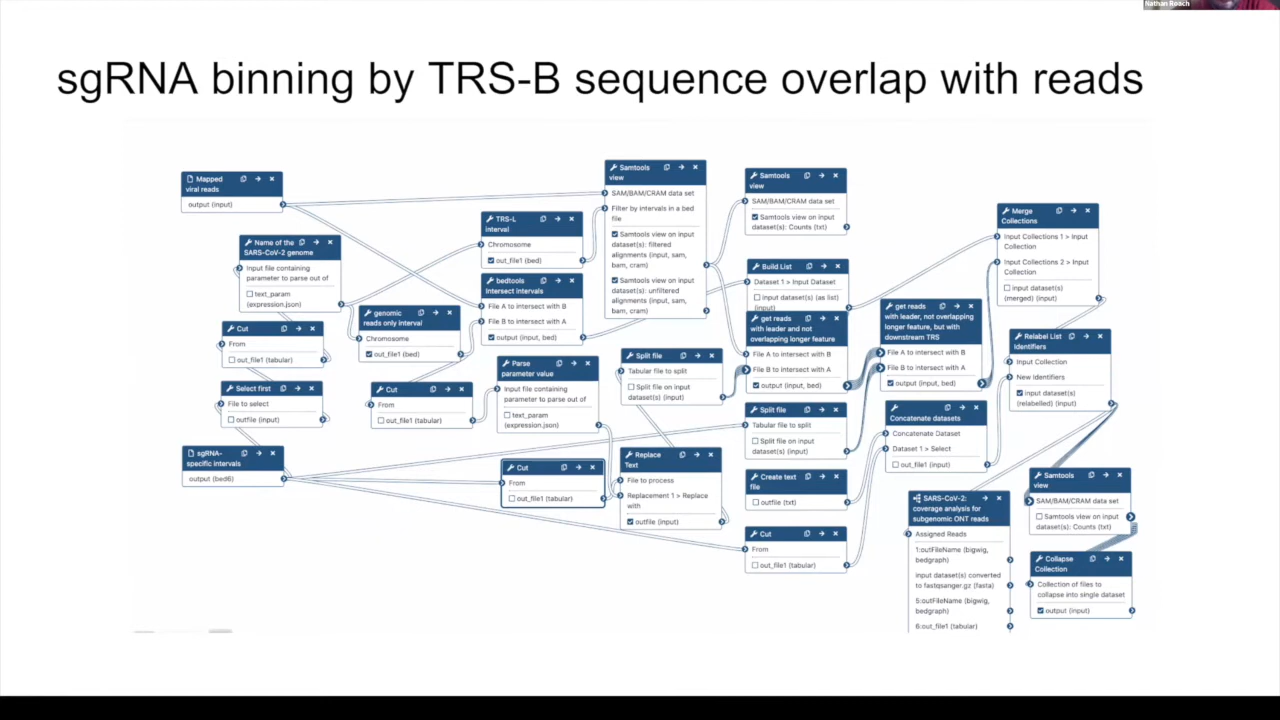 Nathan Roach
sgRNA binning by TRS-B sequence overlap with reads
Mapped
viral reads
output (input)
Name of the
SARS-CoV-2 genome
Input file containing
parameter to parse out of
text_param
(expression.json)
Cut
From
out_file1 (tabular)
Select first
File to select
outfile (input)
sgRNA-
specific intervals
output (bed6)
genomic
reads only interval
Chromosome
out_file1 (bed)
Cut
From
out_file1 (tabular)
TRS-L
interval
Chromosome
out_file1 (bed)
bedtools
Intersect intervals
File A to intersect with B
File B to intersect with A
output (input, bed)
Parse
parameter value
Input file containing
parameter to parse out of
text_param
(expression.json)
Cut
From
out_file1 (tabular)
Samtools
view
SAM/BAM/CRAM data set
Filter by intervals in a bed
file
Samtools view on input
dataset(s): filtered
alignments (input, sam,
bam, cram)
Samtools view on input
dataset(s): unfiltered
alignments (input, sam,
bam, cram)
Split file
Tabular file to split
Split file on input
dataset(s) (input)
Replace
Text
File to process
Replacement 1 > Replace
with
outfile (input)
Samtools
view
SAM/BAM/CRAM data set
Samtools view on input
dataset(s): Counts (txt)
Build List
Dataset 1 > Input Dataset
input dataset(s) (as list)
(input)
get reads
with leader and not
overlapping longer feature
File A to intersect with B
File B to intersect with A
output (input, bed)
Split file
Tabular file to split
Split file on input
dataset(s) (input)
Create text
file
outfile (txt)
Cut
From
out_file1 (tabular)
get reads
with leader, not overlapping
longer feature, but with
downstream TRS
File A to intersect with B
File B to intersect with A
output (input, bed)
Concatenate datasets
Concatenate Dataset
Dataset 1 > Select
out_file1 (input)
SARS-CoV-2:
coverage analysis for
subgenomic ONT reads
Assigned Reads
1:outFileName (bigwig,
bedgraph)
input dataset(s) converted
to fastqsanger.gz (fasta)
5:outFileName (bigwig,
bedgraph)
6:out_file1 (tabular)
Merge
Collections
Input Collections 1 > Input
Collection
Input Collections 2 > Input
Collection
input dataset(s)
(merged) (input)
Relabel List
Identifiers
Input Collection
New Identifiers
input dataset(s)
(relabelled) (input)
Samtools
view
SAM/BAM/CRAM data set
Samtools view on input
dataset(s): Counts (txt)
Collapse
Collection
Collection of files to
collapse into single dataset
output (input)